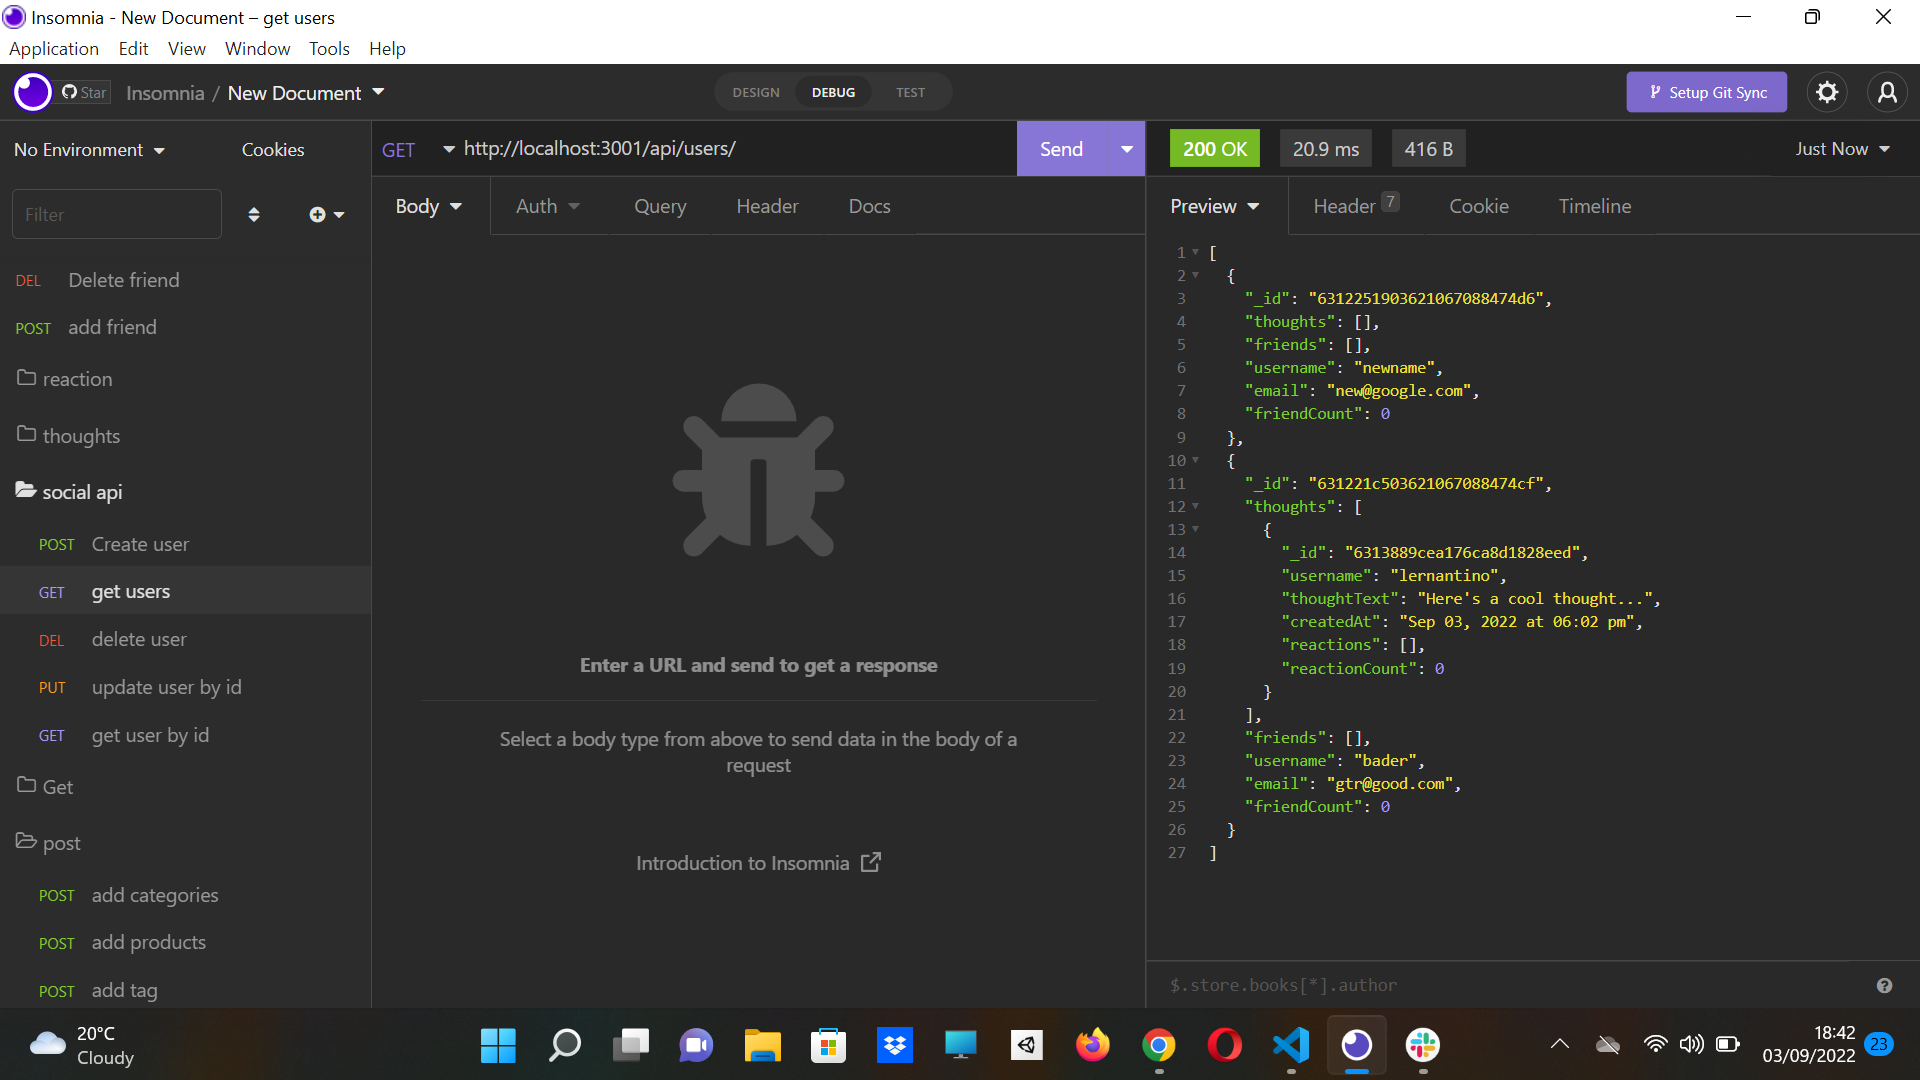 Insomnia - New Document – get users
Application Edit View Window Tools Help
Star Insomnia / New Document
DESIGN DEBUG TEST
Setup Git Sync
No Environment Cookies
Filter
DEL Delete friend
POST add friend
reaction
thoughts
social api
POST Create user
GET get users
DEL delete user
PUT update user by id
GET get user by id
Get
post
POST add categories
POST add products
POST add tag
GET http://localhost:3001/api/users/ Send
Body Auth Query Header Docs
Enter a URL and send to get a response
Select a body type from above to send data in the body of a
request
Introduction to Insomnia
200 OK 20.9 ms 416 B Just Now
Preview Header 7 Cookie Timeline
1 [
2 {
3 "_id": "6312251903621067088474d6",
4 "thoughts": [],
5 "friends": [],
6 "username": "newname",
7 "email": "new@google.com",
8 "friendCount": 0
9 },
10 {
11 "_id": "631221c503621067088474cf",
12 "thoughts": [
13 {
14 "_id": "6313889cea176ca8d1828eed",
15 "username": "lernantino",
16 "thoughtText": "Here's a cool thought...",
17 "createdAt": "Sep 03, 2022 at 06:02 pm",
18 "reactions": [],
19 "reactionCount": 0
20 }
21 ],
22 "friends": [],
23 "username": "bader",
24 "email": "gtr@good.com",
25 "friendCount": 0
26 }
27 ]
$.store.books[*].author
20°C
Cloudy
18:42
03/09/2022
23